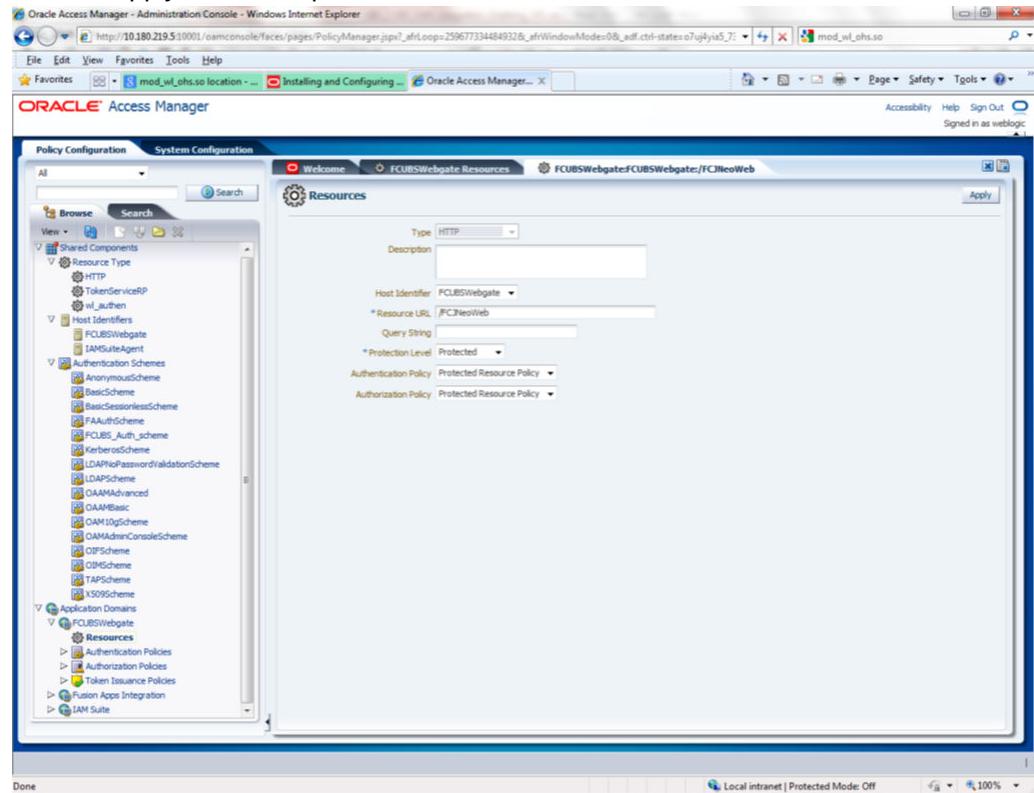 Oracle Access Manager - Administration Console - Windows Internet Explorer
http://10.180.219.5:10001/oamconsole/faces/pages/PolicyManager.jspx?_afrLoop=259677334484932&_afrWindowMode=0&_adf.ctrl-state=o7uj4yia5_7
mod_wl_ohs.so
File Edit View Favorites Tools Help
Favorites
mod_wl_ohs.so location - ...
Installing and Configuring ...
Oracle Access Manager... X
Page Safety Tools
ORACLE Access Manager
Accessibility Help Sign Out
Signed in as weblogic
Policy Configuration System Configuration
All
Search
Browse Search
View
Shared Components
Resource Type
HTTP
TokenServiceRP
wl_authen
Host Identifiers
FCUBSWebgate
IAMSuiteAgent
Authentication Schemes
AnonymousScheme
BasicScheme
BasicSessionlessScheme
FAAuthScheme
FCUBS_Auth_scheme
KerberosScheme
LDAPNoPasswordValidationScheme
LDAPScheme
OAAMAdvanced
OAAMBasic
OAM10gScheme
OAMAdminConsoleScheme
OIFScheme
OIMScheme
TAPScheme
X509Scheme
Application Domains
FCUBSWebgate
Resources
Authentication Policies
Authorization Policies
Token Issuance Policies
Fusion Apps Integration
IAM Suite
Welcome FCUBSWebgate Resources FCUBSWebgate:FCUBSWebgate:/FCJNeoWeb
Resources
Apply
Type HTTP
Description
Host Identifier FCUBSWebgate
* Resource URL /FCJNeoWeb
Query String
* Protection Level Protected
Authentication Policy Protected Resource Policy
Authorization Policy Protected Resource Policy
Done
Local intranet | Protected Mode: Off
100%